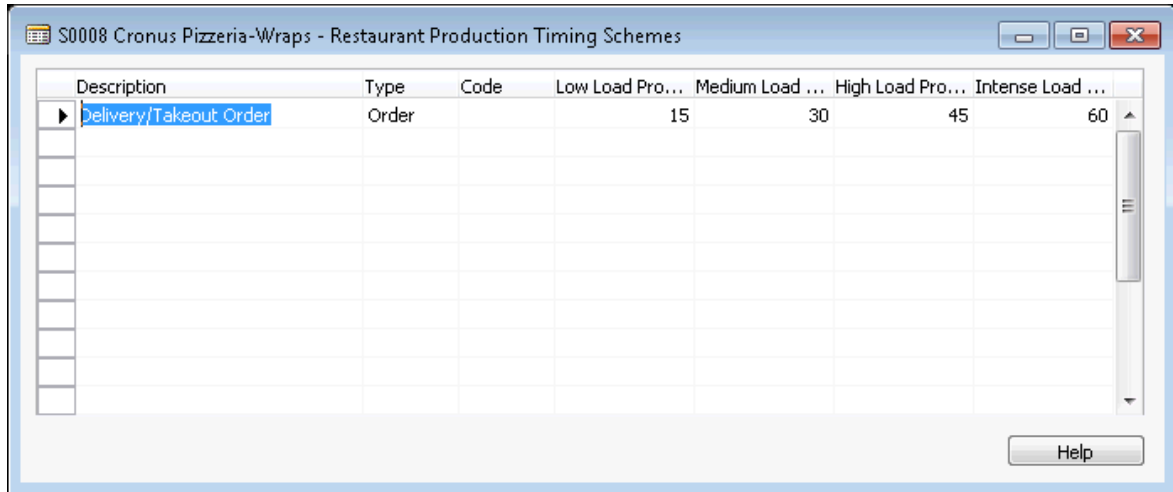 S0008 Cronus Pizzeria-Wraps - Restaurant Production Timing Schemes
Description Type Code Low Load Pro... Medium Load ... High Load Pro... Intense Load ...
Delivery/Takeout Order Order 15 30 45 60
Help